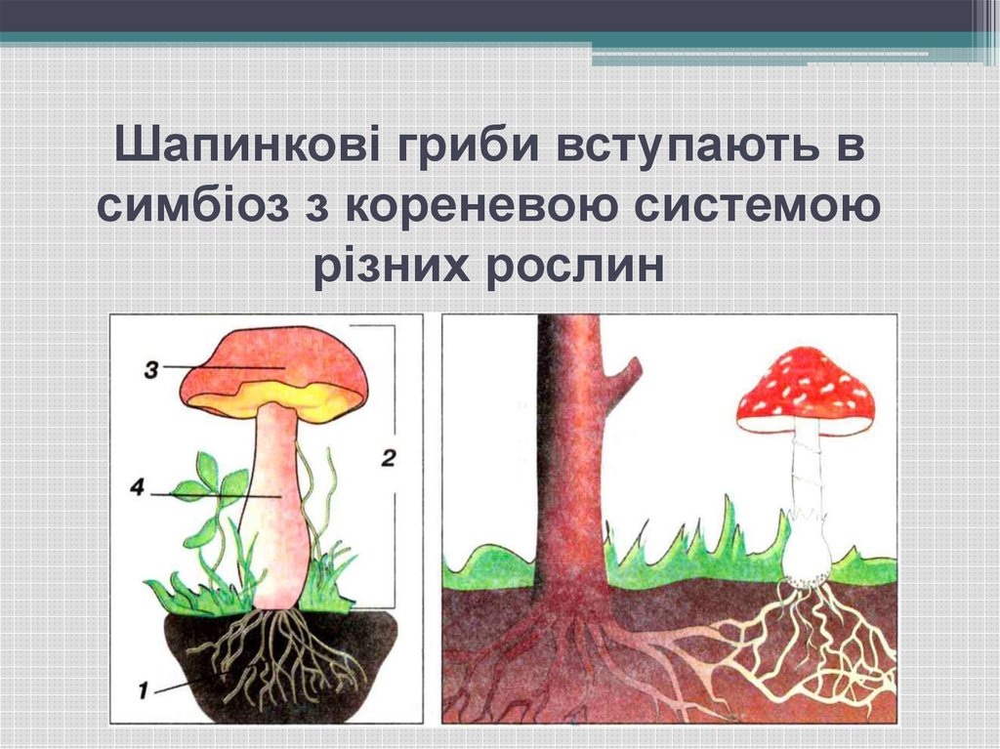 Шапинкові гриби вступають в
симбіоз з кореневою системою
різних рослин
3
2
4
1